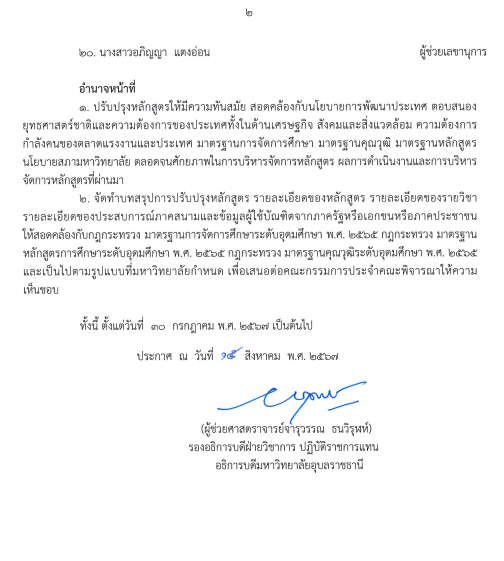 ๒
๒๐. นางสาวอภิญญา แตงอ่อน ผู้ช่วยเลขานุการ
อำนาจหน้าที่
๑. ปรับปรุงหลักสูตรให้มีความทันสมัย สอดคล้องกับนโยบายการพัฒนาประเทศ ตอบสนอง
ยุทธศาสตร์ชาติและความต้องการของประเทศทั้งในด้านเศรษฐกิจ สังคมและสิ่งแวดล้อม ความต้องการ
กำลังคนของตลาดแรงงานและประเทศ มาตรฐานการจัดการศึกษา มาตรฐานคุณวุฒิ มาตรฐานหลักสูตร
นโยบายสภามหาวิทยาลัย ตลอดจนศักยภาพในการบริหารจัดการหลักสูตร ผลการดำเนินงานและการบริหาร
จัดการหลักสูตรที่ผ่านมา
๒. จัดทำบทสรุปการปรับปรุงหลักสูตร รายละเอียดของหลักสูตร รายละเอียดของรายวิชา
รายละเอียดของประสบการณ์ภาคสนามและข้อมูลผู้ใช้บัณฑิตจากภาครัฐหรือเอกชนหรือภาคประชาชน
ให้สอดคล้องกับกฎกระทรวง มาตรฐานการจัดการศึกษาระดับอุดมศึกษา พ.ศ. ๒๕๖๕ กฎกระทรวง มาตรฐาน
หลักสูตรการศึกษาระดับอุดมศึกษา พ.ศ. ๒๕๖๕ กฎกระทรวง มาตรฐานคุณวุฒิระดับอุดมศึกษา พ.ศ. ๒๕๖๕
และเป็นไปตามรูปแบบที่มหาวิทยาลัยกำหนด เพื่อเสนอต่อคณะกรรมการประจำคณะพิจารณาให้ความ
เห็นชอบ
ทั้งนี้ ตั้งแต่วันที่ ๓๐ กรกฎาคม พ.ศ. ๒๕๖๗ เป็นต้นไป
ประกาศ ณ วันที่ ๑๕ สิงหาคม พ.ศ. ๒๕๖๗
(ผู้ช่วยศาสตราจารย์จารุวรรณ ธนวิรุฬห์)
รองอธิการบดีฝ่ายวิชาการ ปฏิบัติราชการแทน
อธิการบดีมหาวิทยาลัยอุบลราชธานี